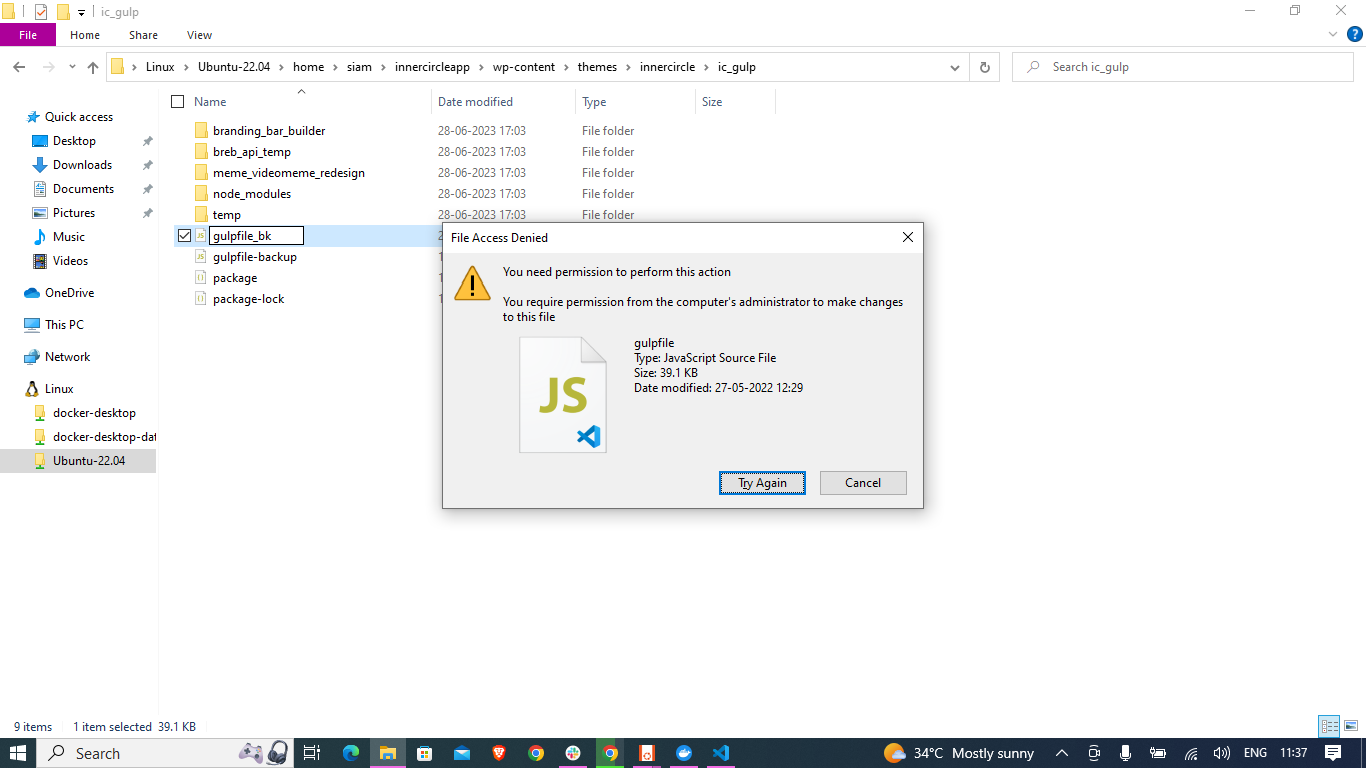 ic_gulp
File Home Share View
Linux Ubuntu-22.04 home siam innercircleapp wp-content themes innercircle ic_gulp
Search ic_gulp
Name Date modified Type Size
Quick access
Desktop
Downloads
Documents
Pictures
Music
Videos
OneDrive
This PC
Network
Linux
docker-desktop
docker-desktop-dat
Ubuntu-22.04
branding_bar_builder 28-06-2023 17:03 File folder
breb_api_temp 28-06-2023 17:03 File folder
meme_videomeme_redesign 28-06-2023 17:03 File folder
node_modules 28-06-2023 17:03 File folder
temp 28-06-2023 17:03 File folder
gulpfile_bk
gulpfile-backup
package
package-lock
File Access Denied
You need permission to perform this action
You require permission from the computer's administrator to make changes
to this file
JS
gulpfile
Type: JavaScript Source File
Size: 39.1 KB
Date modified: 27-05-2022 12:29
Try Again Cancel
9 items 1 item selected 39.1 KB
Search
34°C Mostly sunny
ENG 11:37